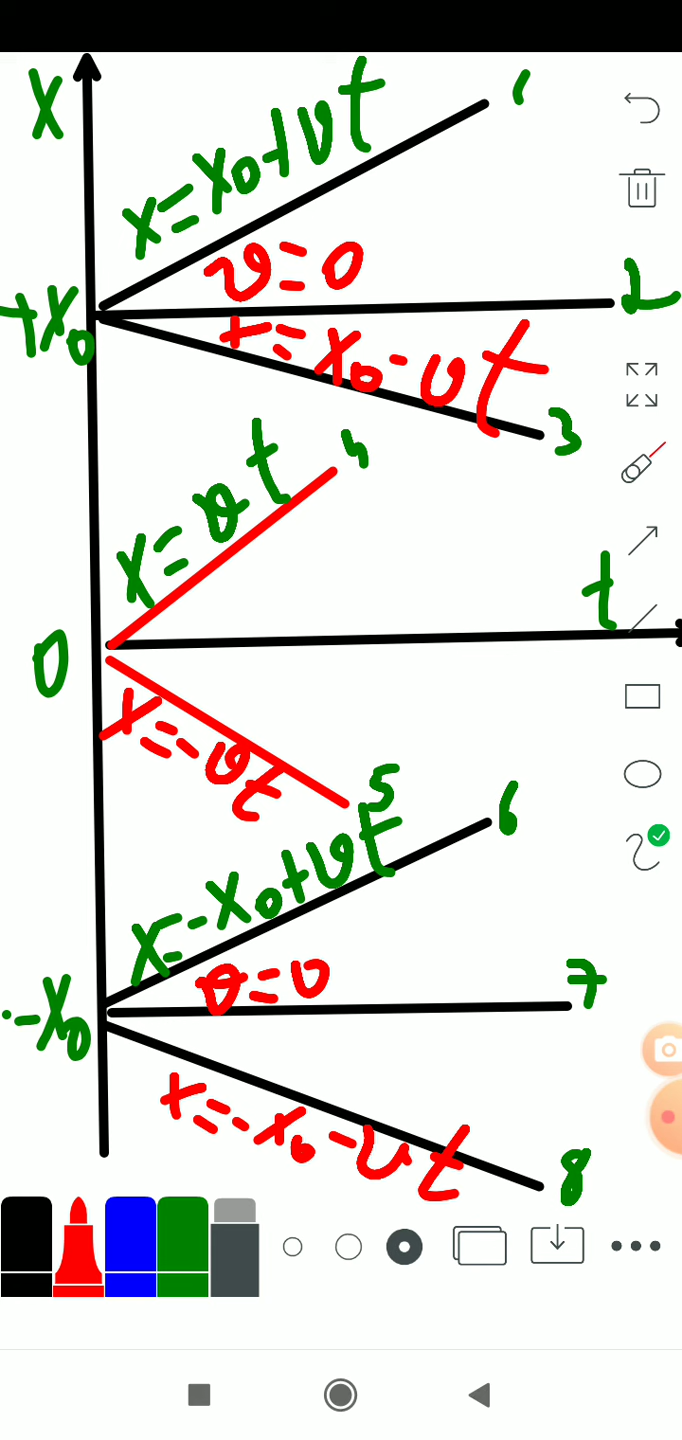 X
x=x₀+vt
1
v=0
2
+X₀
x=x₀-vt
3
4
x=vt
t
0
x=-vt
5
6
x=-x₀+vt
v=0
7
-X₀
x=-x₀-vt
8